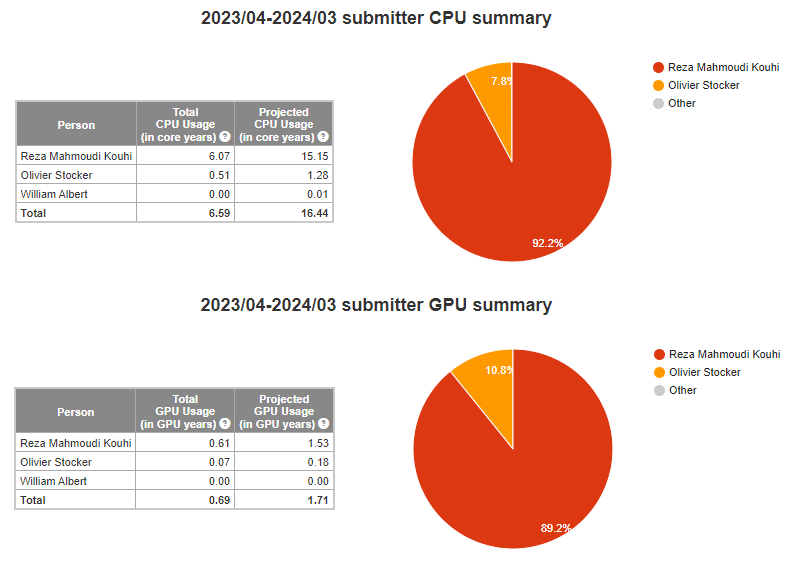 2023/04-2024/03 submitter CPU summary
Person
Total
CPU Usage
(in core years) ?
Projected
CPU Usage
(in core years) ?
Reza Mahmoudi Kouhi 6.07 15.15
Olivier Stocker 0.51 1.28
William Albert 0.00 0.01
Total 6.59 16.44
7.8%
92.2%
Reza Mahmoudi Kouhi
Olivier Stocker
Other
2023/04-2024/03 submitter GPU summary
Person
Total
GPU Usage
(in GPU years) ?
Projected
GPU Usage
(in GPU years) ?
Reza Mahmoudi Kouhi 0.61 1.53
Olivier Stocker 0.07 0.18
William Albert 0.00 0.00
Total 0.69 1.71
10.8%
89.2%
Reza Mahmoudi Kouhi
Olivier Stocker
Other